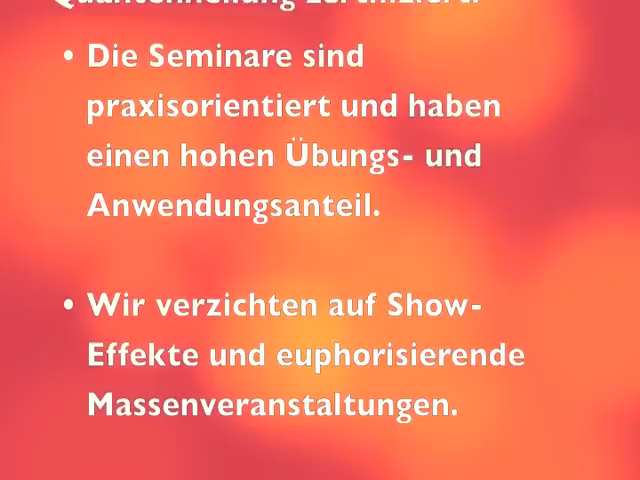 • Die Seminare sind
praxisorientiert und haben
einen hohen Übungs- und
Anwendungsanteil.
• Wir verzichten auf Show-
Effekte und euphorisierende
Massenveranstaltungen.